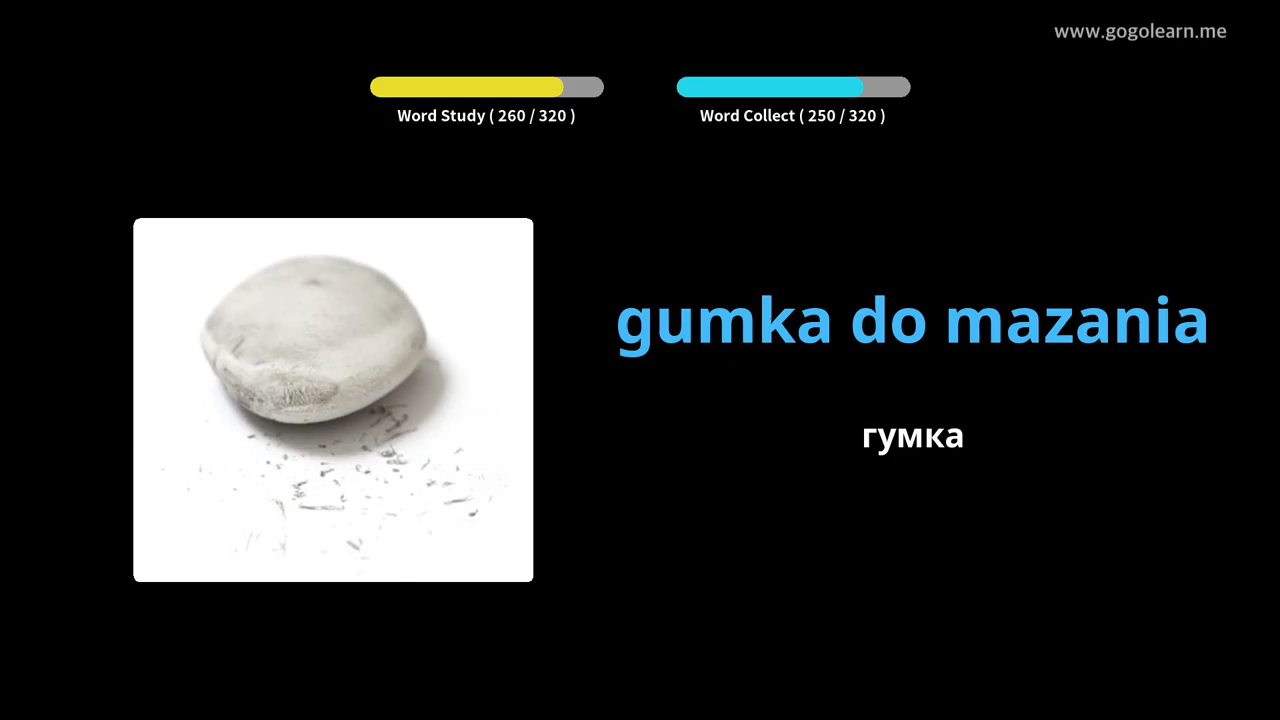 www.gogolearn.me
Word Study ( 260 / 320 )
Word Collect ( 250 / 320 )
gumka do mazania
гумка